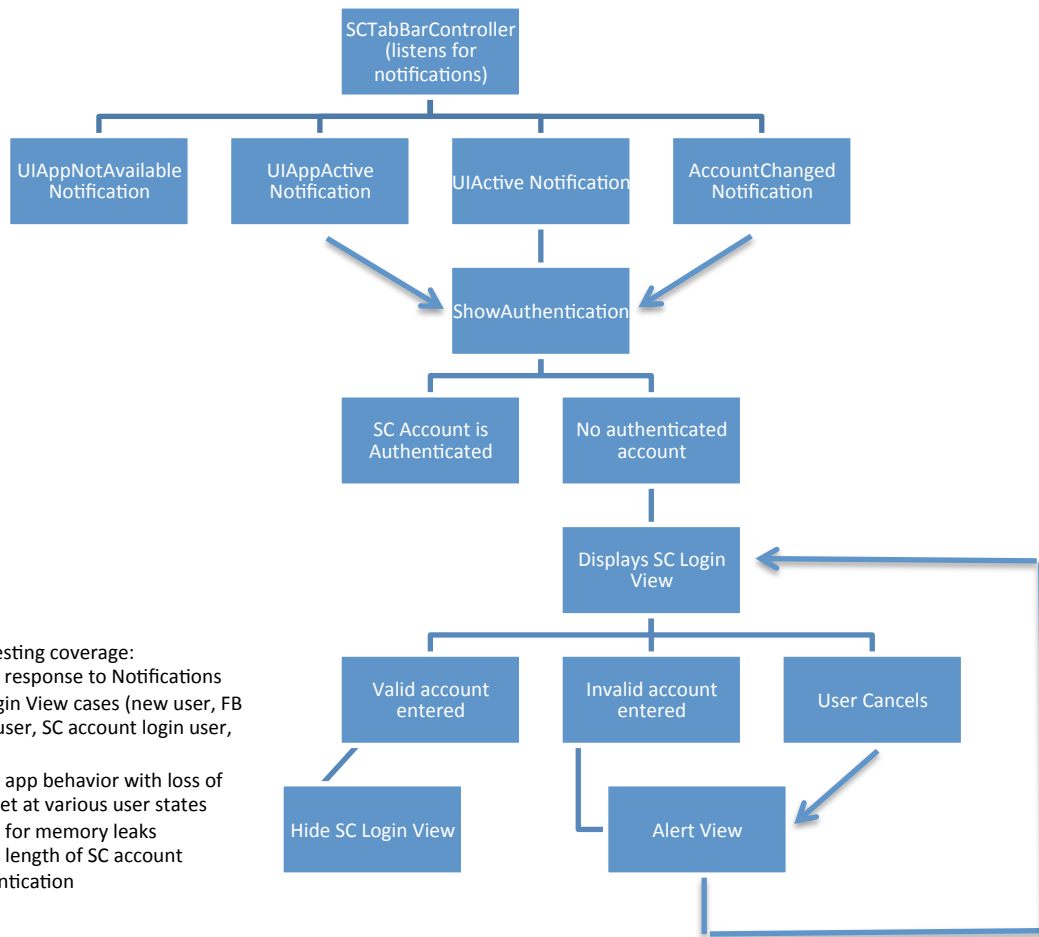 SCTabBarController
(listens for
notifications)
UIAppNotAvailable
Notification
UIAppActive
Notification
UIActive Notification
AccountChanged
Notification
ShowAuthentication
SC Account is
Authenticated
No authenticated
account
Displays SC Login
View
Valid account
entered
Invalid account
entered
User Cancels
Hide SC Login View
Alert View
esting coverage:
response to Notifications
gin View cases (new user, FB
user, SC account login user,
app behavior with loss of
et at various user states
for memory leaks
length of SC account
entication